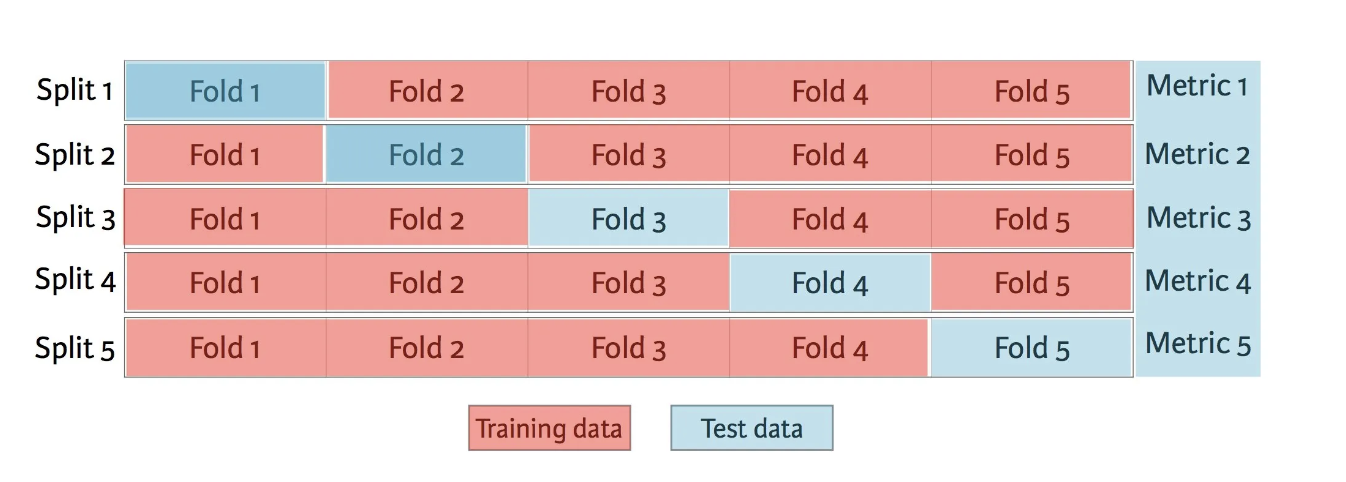 Split 1 Fold 1 Fold 2 Fold 3 Fold 4 Fold 5 Metric 1
Split 2 Fold 1 Fold 2 Fold 3 Fold 4 Fold 5 Metric 2
Split 3 Fold 1 Fold 2 Fold 3 Fold 4 Fold 5 Metric 3
Split 4 Fold 1 Fold 2 Fold 3 Fold 4 Fold 5 Metric 4
Split 5 Fold 1 Fold 2 Fold 3 Fold 4 Fold 5 Metric 5
Training data Test data